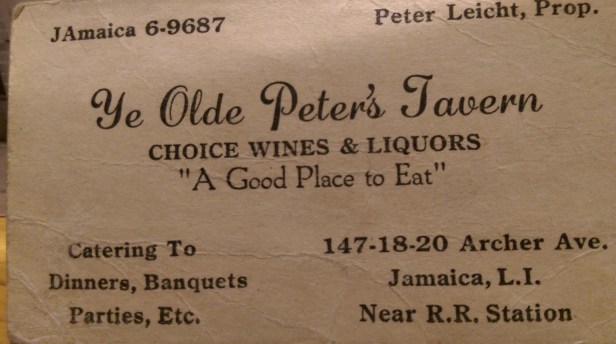 JAmaica 6-9687
Peter Leicht, Prop.
Ye Olde Peter's Tavern
CHOICE WINES & LIQUORS
"A Good Place to Eat"
Catering To
Dinners, Banquets
Parties, Etc.
147-18-20 Archer Ave.
Jamaica, L.I.
Near R.R. Station